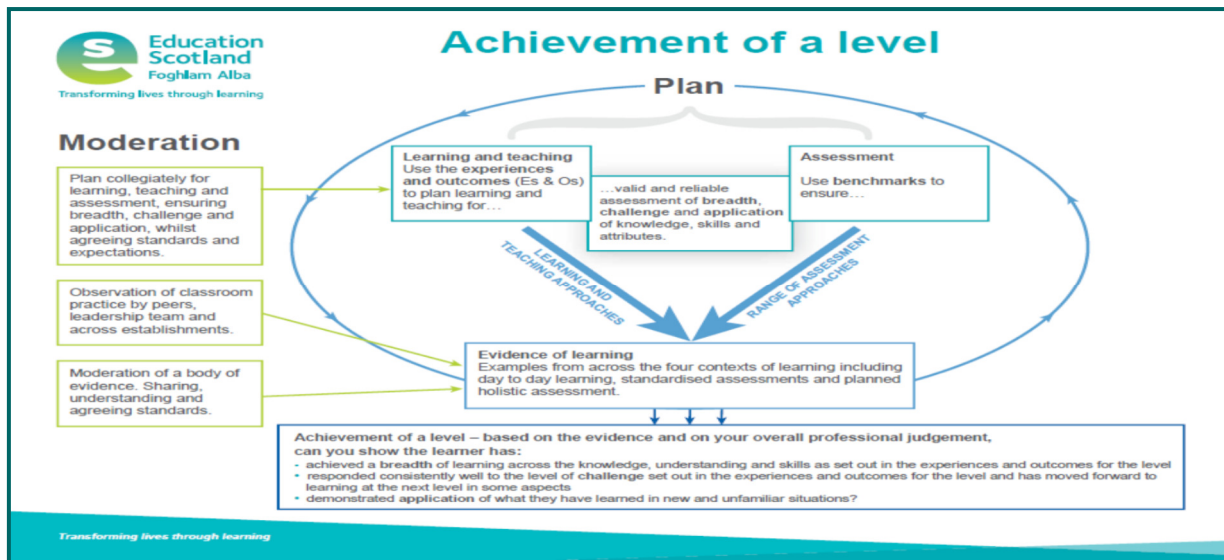 Education
Scotland
Foghlam Alba
Transforming lives through learning
Achievement of a level
Plan
Moderation
Plan collegiately for
learning, teaching and
assessment, ensuring
breadth, challenge and
application, whilst
agreeing standards and
expectations.
Observation of classroom
practice by peers,
leadership team and
across establishments.
Moderation of a body of
evidence. Sharing,
understanding and
agreeing standards.
Learning and teaching
Use the experiences
and outcomes (Es & Os)
to plan learning and
teaching for…
…valid and reliable
assessment of breadth,
challenge and application
of knowledge, skills and
attributes.
Assessment
Use benchmarks to
ensure…
LEARNING AND
TEACHING APPROACHES
RANGE OF ASSESSMENT
APPROACHES
Evidence of learning
Examples from across the four contexts of learning including
day to day learning, standardised assessments and planned
holistic assessment.
Achievement of a level – based on the evidence and on your overall professional judgement,
can you show the learner has:
• achieved a breadth of learning across the knowledge, understanding and skills as set out in the experiences and outcomes for the level
• responded consistently well to the level of challenge set out in the experiences and outcomes for the level and has moved forward to
learning at the next level in some aspects
• demonstrated application of what they have learned in new and unfamiliar situations?
Transforming lives through learning